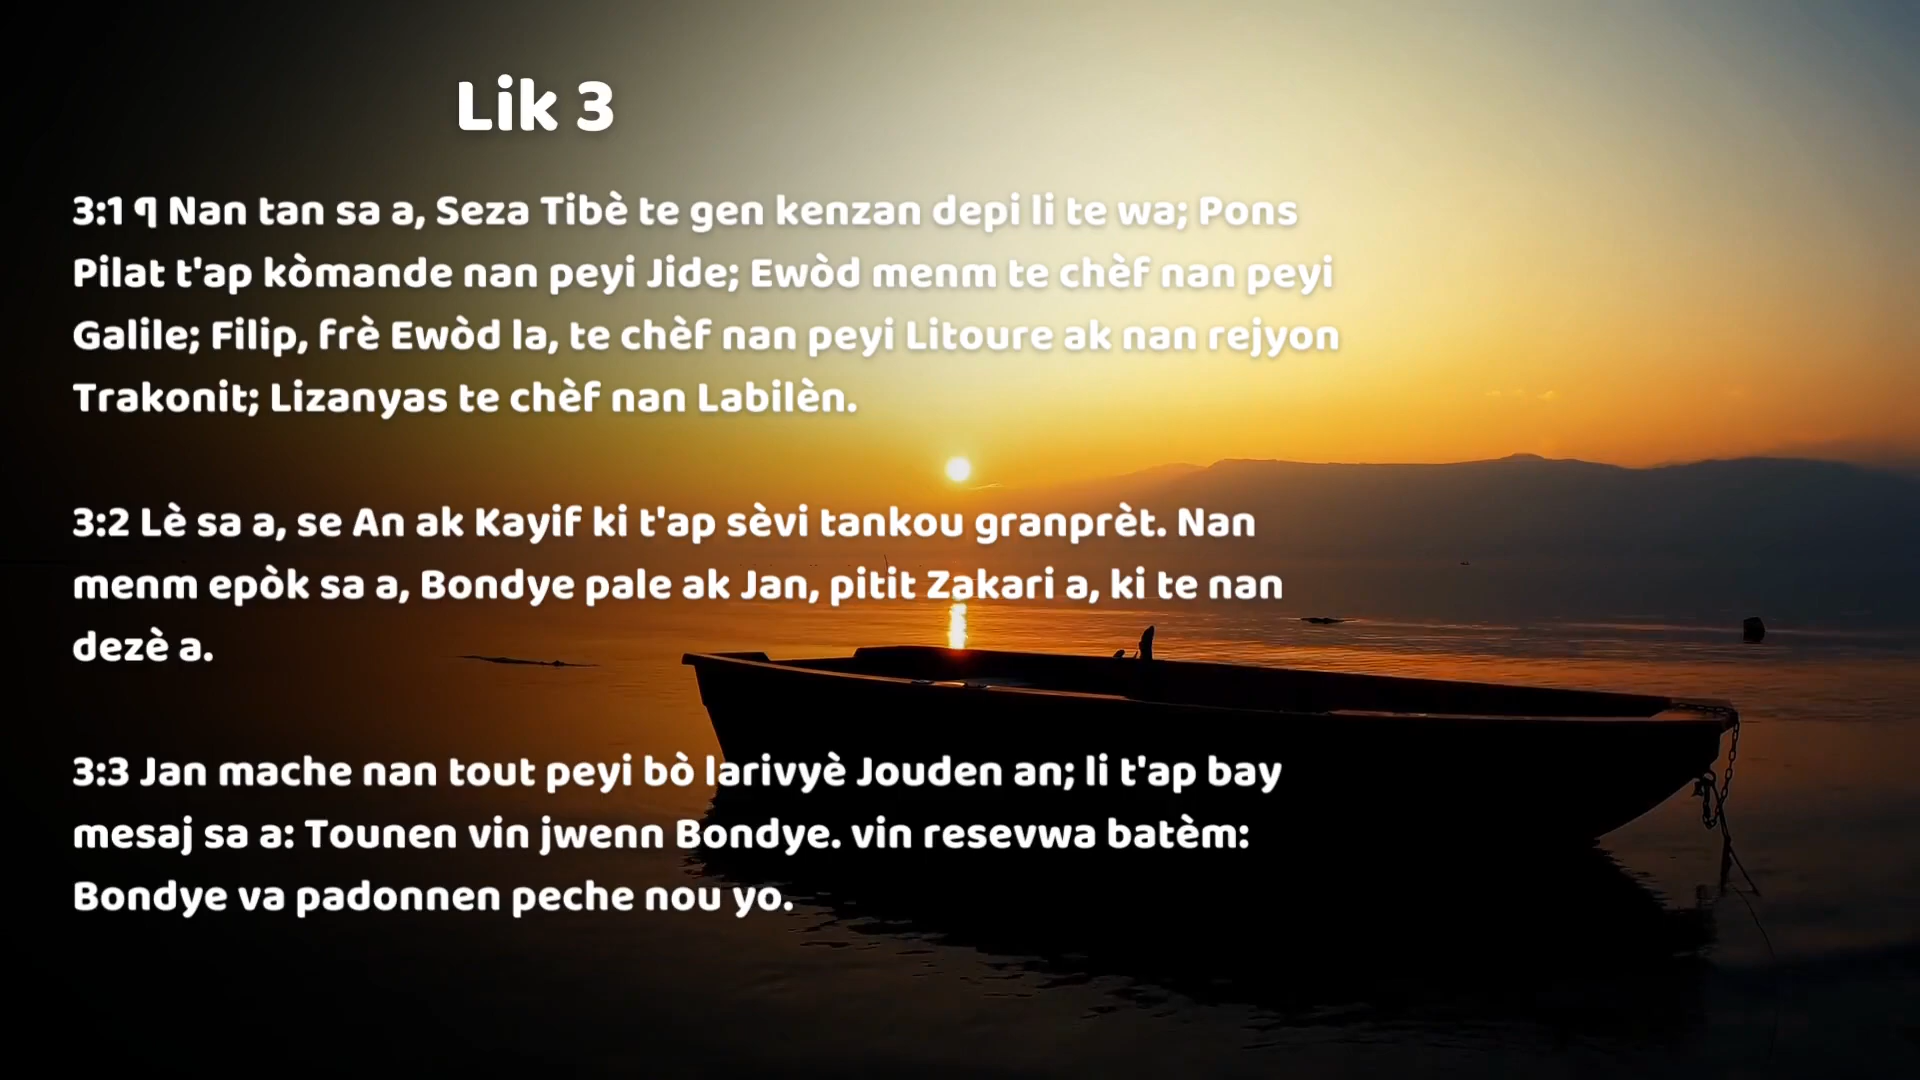 Lik 3
3:1 ¶ Nan tan sa a, Seza Tibè te gen kenzan depi li te wa; Pons
Pilat t'ap kòmande nan peyi Jide; Ewòd menm te chèf nan peyi
Galile; Filip, frè Ewòd la, te chèf nan peyi Litoure ak nan rejyon
Trakonit; Lizanyas te chèf nan Labilèn.
3:2 Lè sa a, se An ak Kayif ki t'ap sèvi tankou granprèt. Nan
menm epòk sa a, Bondye pale ak Jan, pitit Zakari a, ki te nan
dezè a.
3:3 Jan mache nan tout peyi bò larivyè Jouden an; li t'ap bay
mesaj sa a: Tounen vin jwenn Bondye. vin resevwa batèm:
Bondye va padonnen peche nou yo.